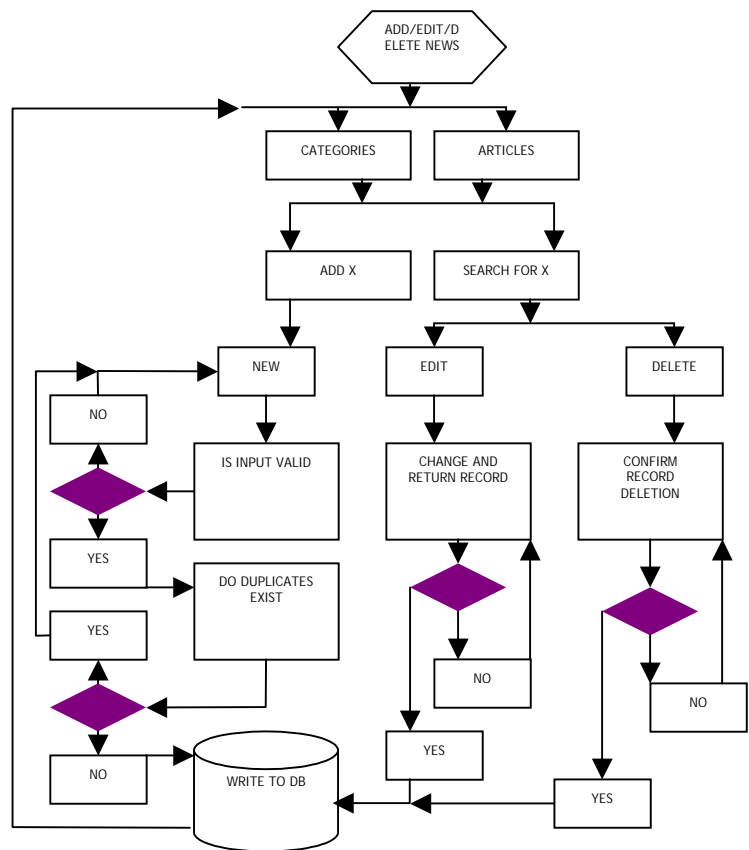 ADD/EDIT/D
ELETE NEWS
CATEGORIES
ARTICLES
ADD X
SEARCH FOR X
NEW
EDIT
DELETE
NO
IS INPUT VALID
CHANGE AND
RETURN RECORD
CONFIRM
RECORD
DELETION
YES
DO DUPLICATES
EXIST
YES
NO
NO
NO
YES
WRITE TO DB
YES